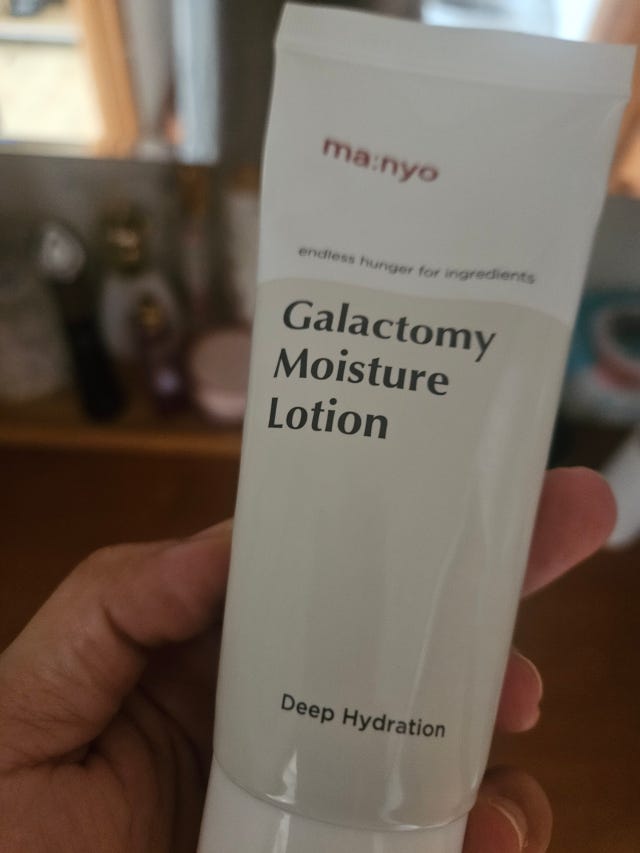 ma:nyo
endless hunger for ingredients
Galactomy
Moisture
Lotion
Deep Hydration